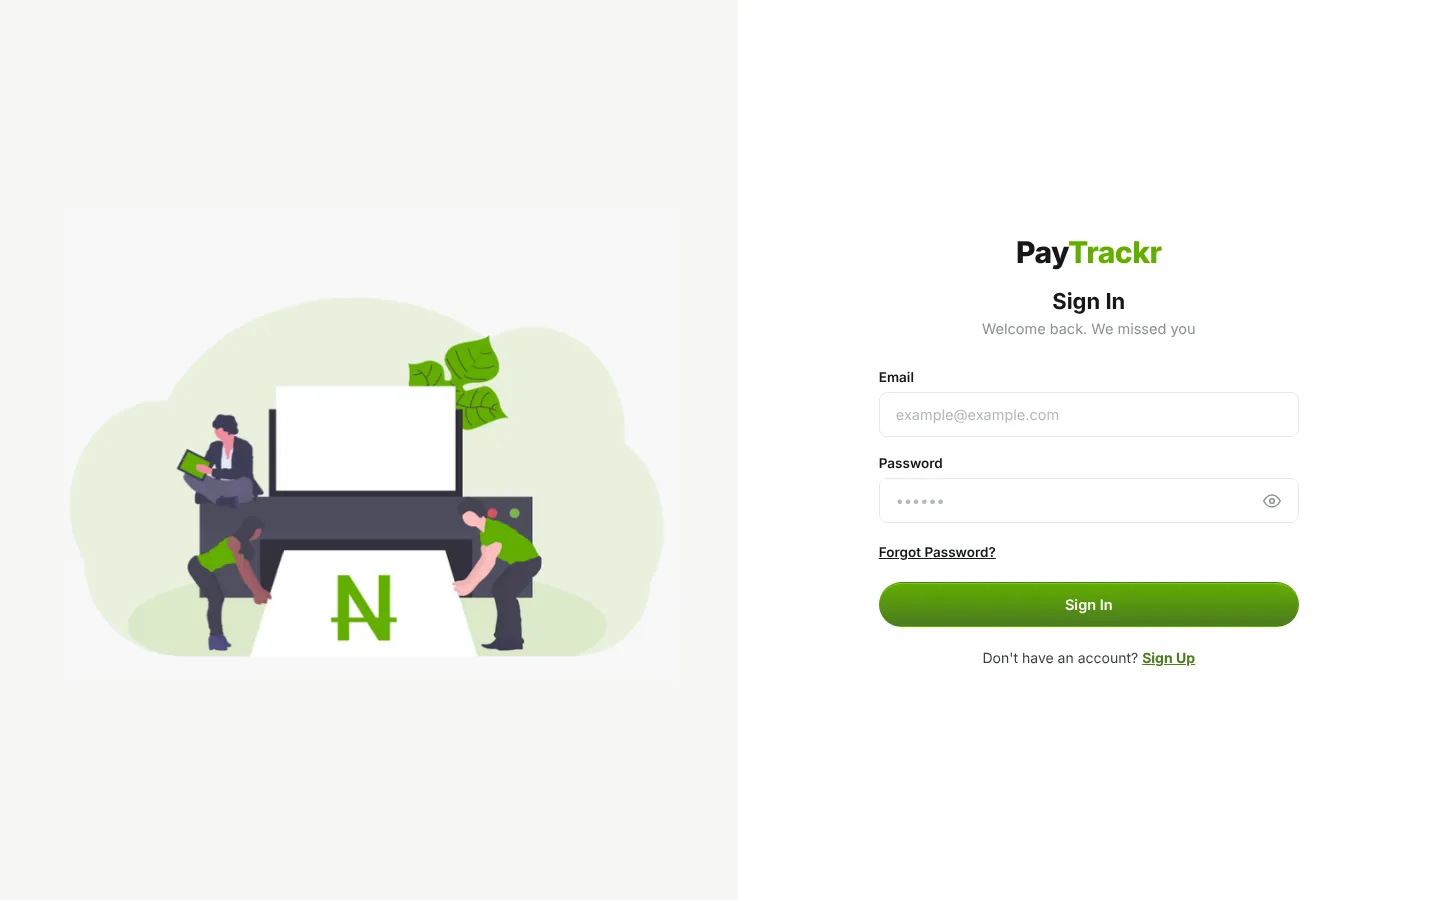 PayTrackr
Sign In
Welcome back. We missed you
Email
example@example.com
Password
••••••
Forgot Password?
Sign In
Don't have an account? Sign Up
₦